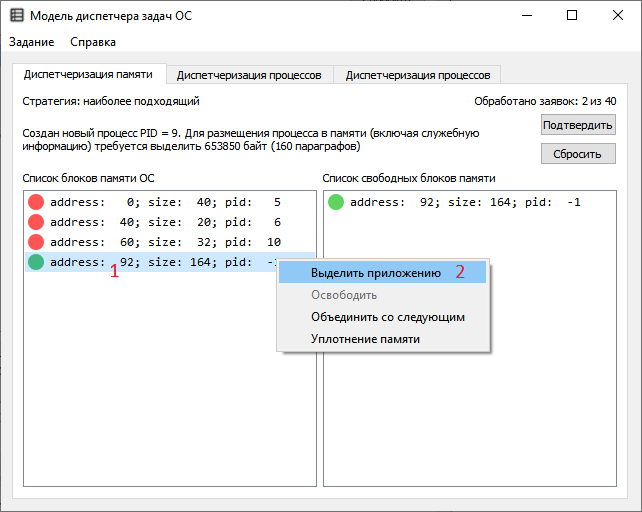 Модель диспетчера задач ОС
Задание Справка
Диспетчеризация памяти Диспетчеризация процессов Диспетчеризация процессов
Стратегия: наиболее подходящий Обработано заявок: 2 из 40
Создан новый процесс PID = 9. Для размещения процесса в памяти (включая служебную
информацию) требуется выделить 653850 байт (160 параграфов)
Подтвердить
Сбросить
Список блоков памяти ОС
address: 0; size: 40; pid: 5
address: 40; size: 20; pid: 6
address: 60; size: 32; pid: 10
address: 92; size: 164; pid: -1
1
Список свободных блоков памяти
address: 92; size: 164; pid: -1
Выделить приложению 2
Освободить
Объединить со следующим
Уплотнение памяти